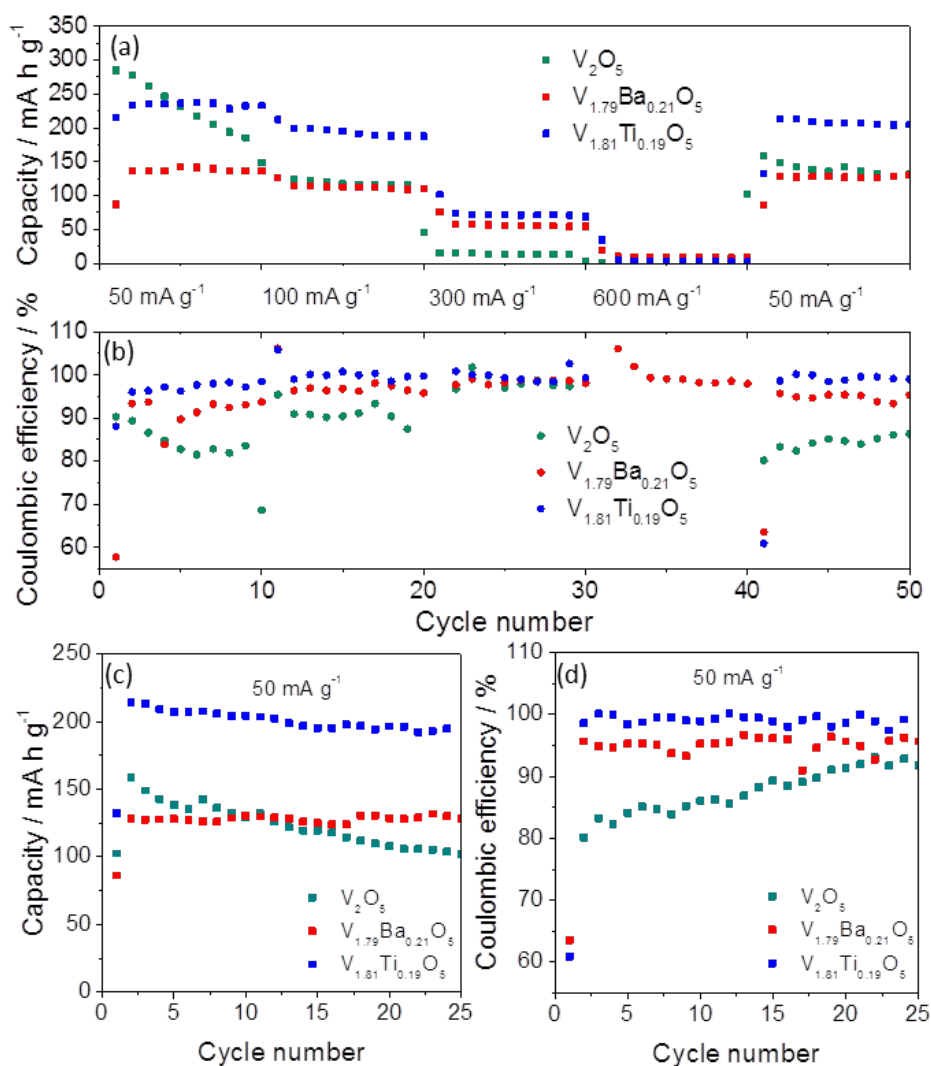 (a)
Capacity / mA h g⁻¹
350
300
250
200
150
100
50
0
V₂O₅
V₁.₇₉Ba₀.₂₁O₅
V₁.₈₁Ti₀.₁₉O₅
50 mA g⁻¹ 100 mA g⁻¹ 300 mA g⁻¹ 600 mA g⁻¹ 50 mA g⁻¹
(b)
Coulombic efficiency / %
110
100
90
80
70
60
V₂O₅
V₁.₇₉Ba₀.₂₁O₅
V₁.₈₁Ti₀.₁₉O₅
0 10 20 30 40 50
Cycle number
(c)
50 mA g⁻¹
Capacity / mA h g⁻¹
250
200
150
100
50
0
V₂O₅
V₁.₇₉Ba₀.₂₁O₅
V₁.₈₁Ti₀.₁₉O₅
0 5 10 15 20 25
Cycle number
(d)
50 mA g⁻¹
Coulombic efficiency / %
110
100
90
80
70
60
V₂O₅
V₁.₇₉Ba₀.₂₁O₅
V₁.₈₁Ti₀.₁₉O₅
0 5 10 15 20 25
Cycle number